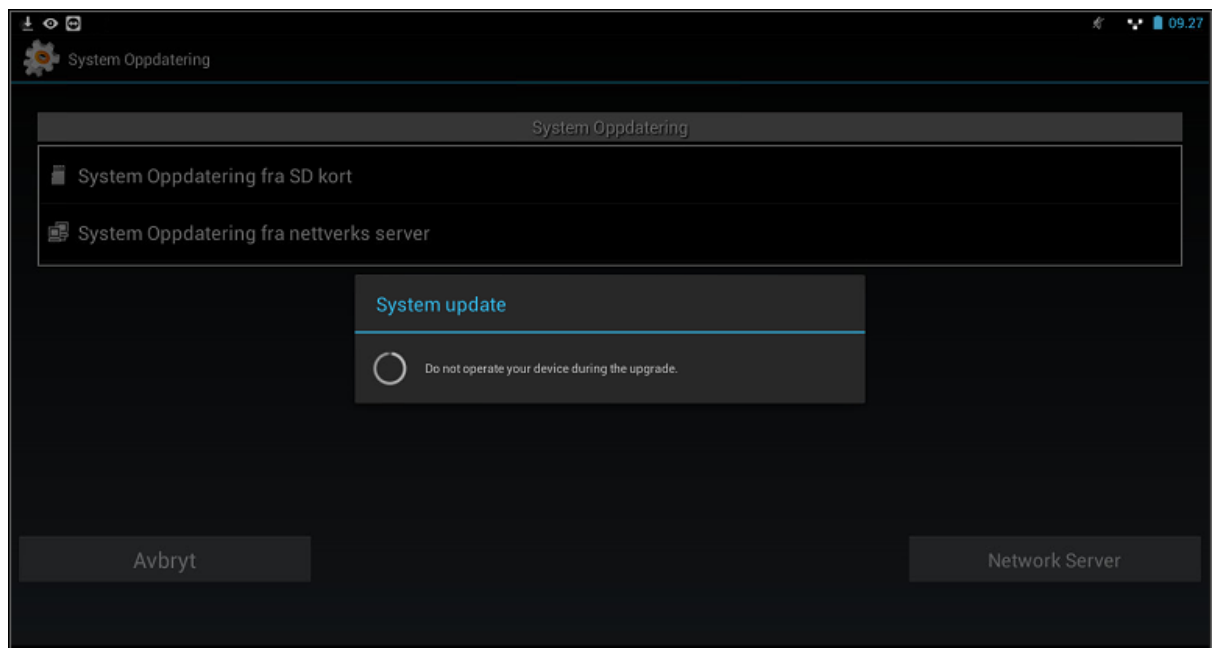 09.27
System Oppdatering
System Oppdatering
System Oppdatering fra SD kort
System Oppdatering fra nettverks server
System update
Do not operate your device during the upgrade.
Avbryt
Network Server